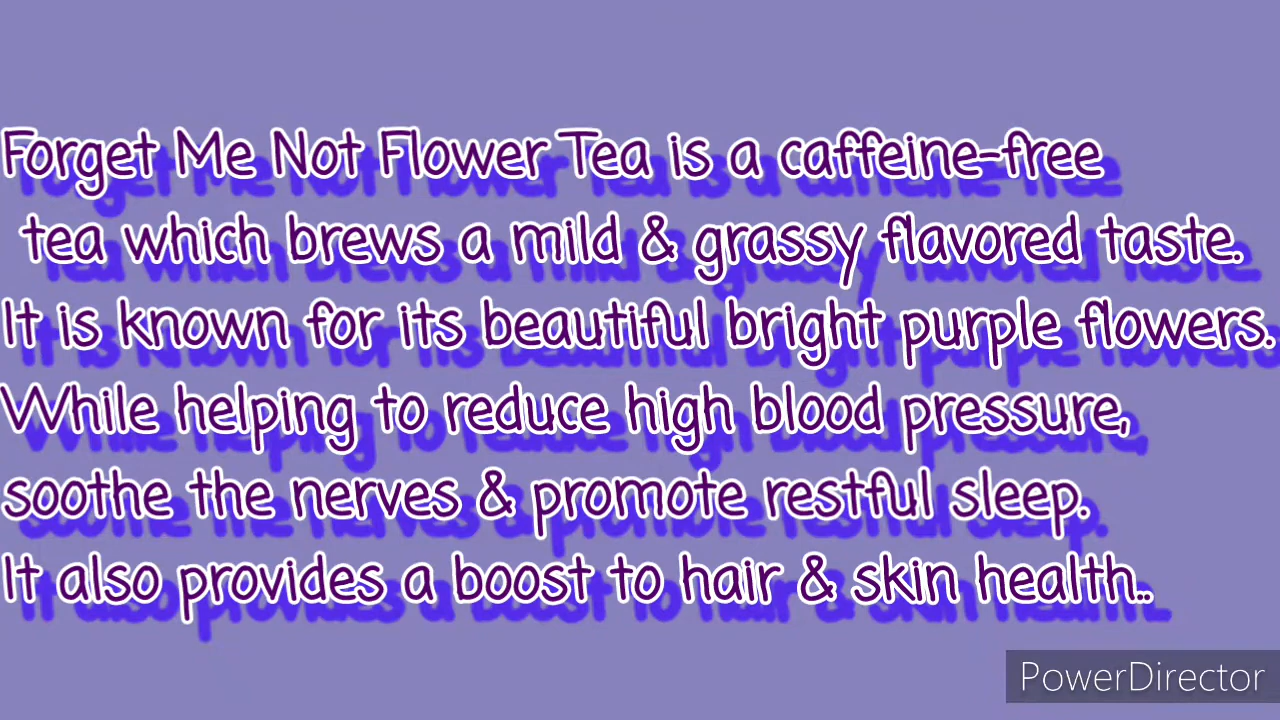 Forget Me Not Flower Tea is a caffeine-free
tea which brews a mild & grassy flavored taste.
It is known for its beautiful bright purple flowers.
While helping to reduce high blood pressure,
soothe the nerves & promote restful sleep.
It also provides a boost to hair & skin health..
PowerDirector